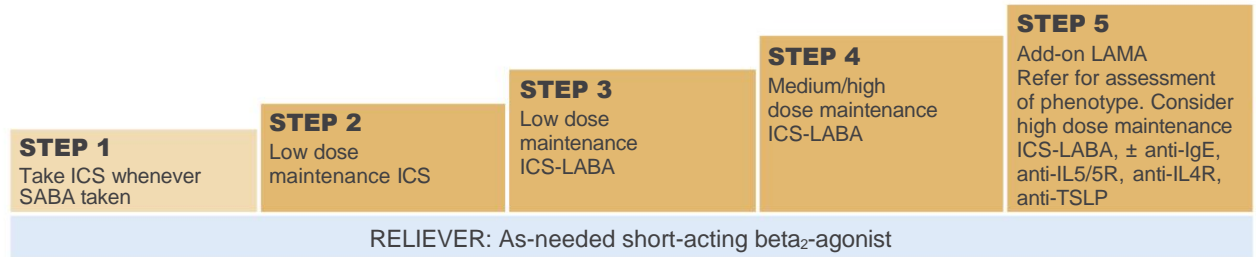 STEP 1
Take ICS whenever
SABA taken
STEP 2
Low dose
maintenance ICS
STEP 3
Low dose
maintenance
ICS-LABA
STEP 4
Medium/high
dose maintenance
ICS-LABA
STEP 5
Add-on LAMA
Refer for assessment
of phenotype. Consider
high dose maintenance
ICS-LABA, ± anti-IgE,
anti-IL5/5R, anti-IL4R,
anti-TSLP
RELIEVER: As-needed short-acting beta₂-agonist